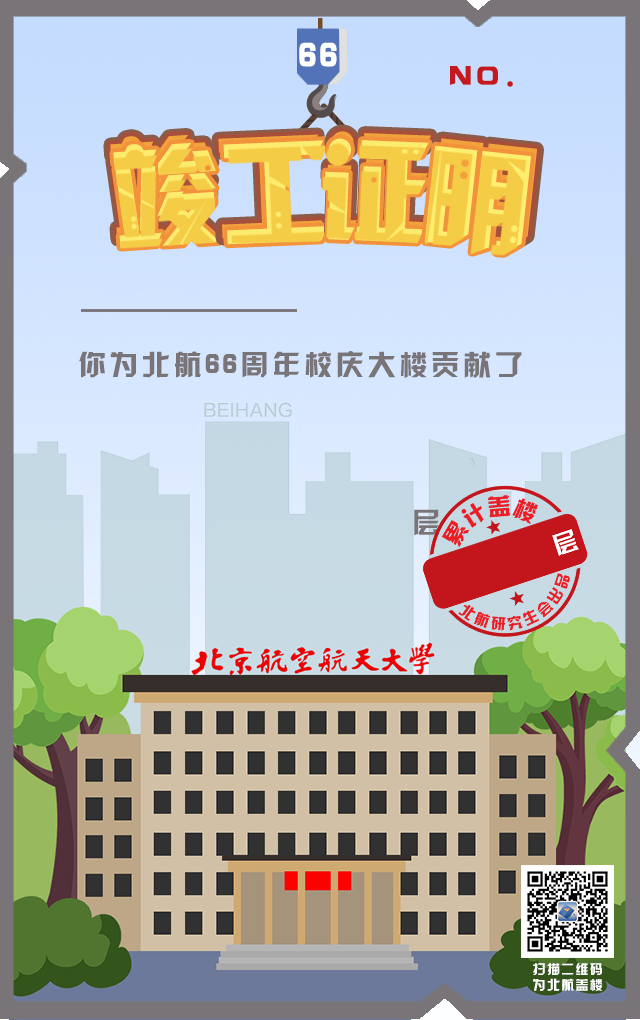 66
NO.
竣工证明
你为北航66周年校庆大楼贡献了
BEIHANG
层
累计盖楼
层
北航研究生会出品
北京航空航天大學
扫描二维码
为北航盖楼